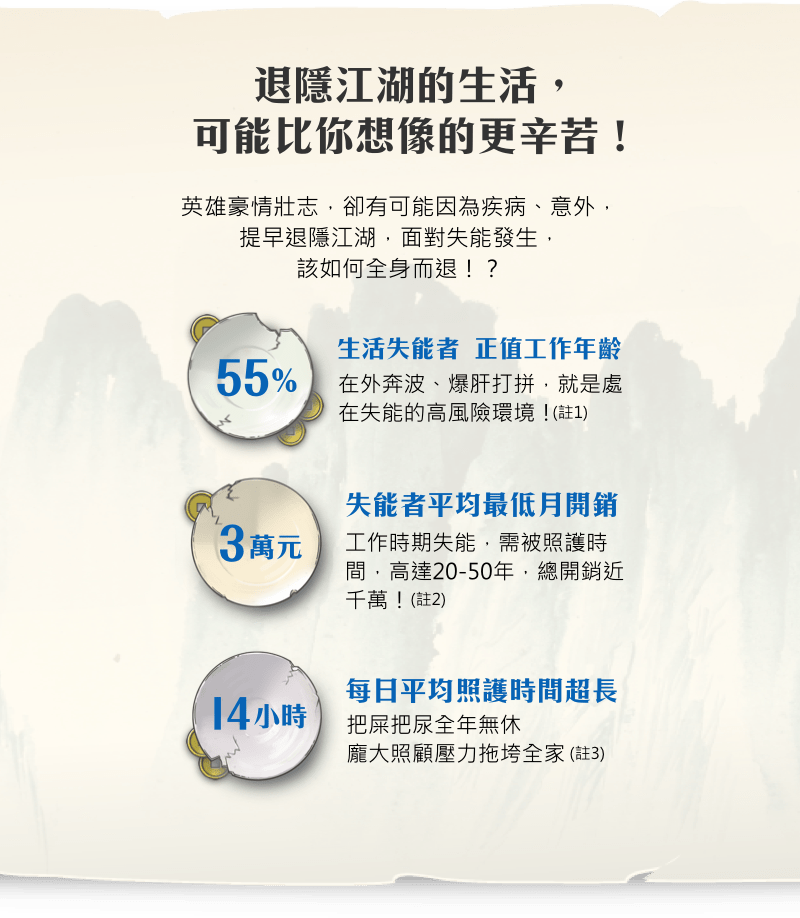 退隱江湖的生活，
可能比你想像的更辛苦！
英雄豪情壯志，卻有可能因為疾病、意外，
提早退隱江湖，面對失能發生，
該如何全身而退！？
55%
生活失能者 正值工作年齡
在外奔波、爆肝打拼，就是處
在失能的高風險環境！(註1)
3萬元
失能者平均最低月開銷
工作時期失能，需被照護時
間，高達20-50年，總開銷近
千萬！(註2)
14小時
每日平均照護時間超長
把屎把尿全年無休
龐大照顧壓力拖垮全家(註3)